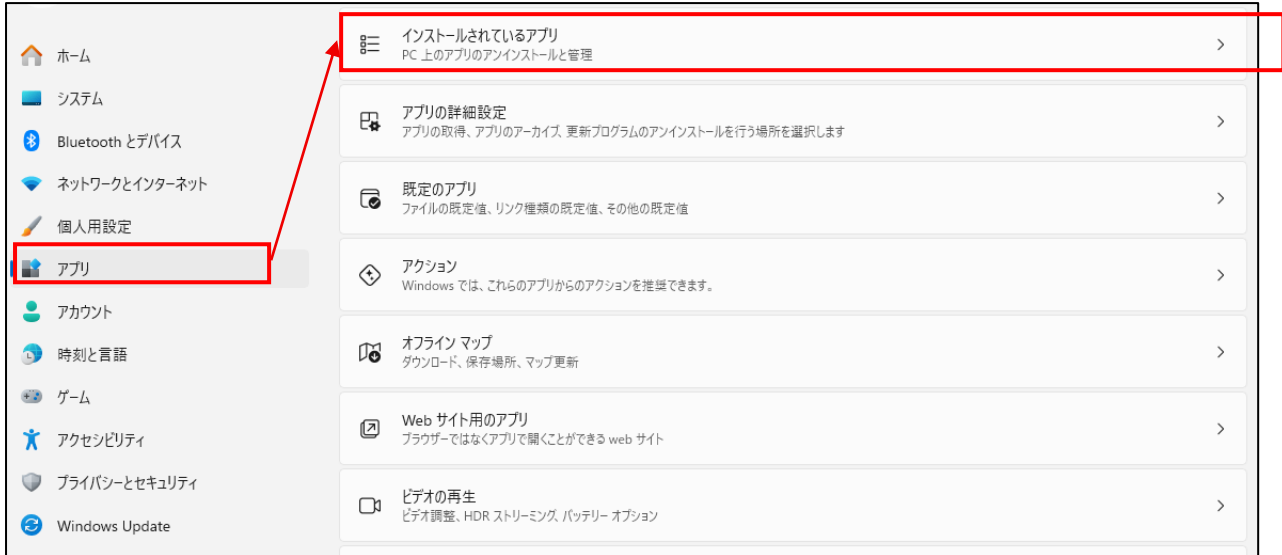 ホーム
システム
Bluetooth とデバイス
ネットワークとインターネット
個人用設定
アプリ
アカウント
時刻と言語
ゲーム
アクセシビリティ
プライバシーとセキュリティ
Windows Update
インストールされているアプリ
PC 上のアプリのアンインストールと管理
アプリの詳細設定
アプリの取得、アプリのアーカイブ、更新プログラムのアンインストールを行う場所を選択します
既定のアプリ
ファイルの既定値、リンク種類の既定値、その他の既定値
アクション
Windows では、これらのアプリからのアクションを推奨できます。
オフライン マップ
ダウンロード、保存場所、マップ更新
Web サイト用のアプリ
ブラウザーではなくアプリで開くことができる web サイト
ビデオの再生
ビデオ調整、HDR ストリーミング、バッテリー オプション